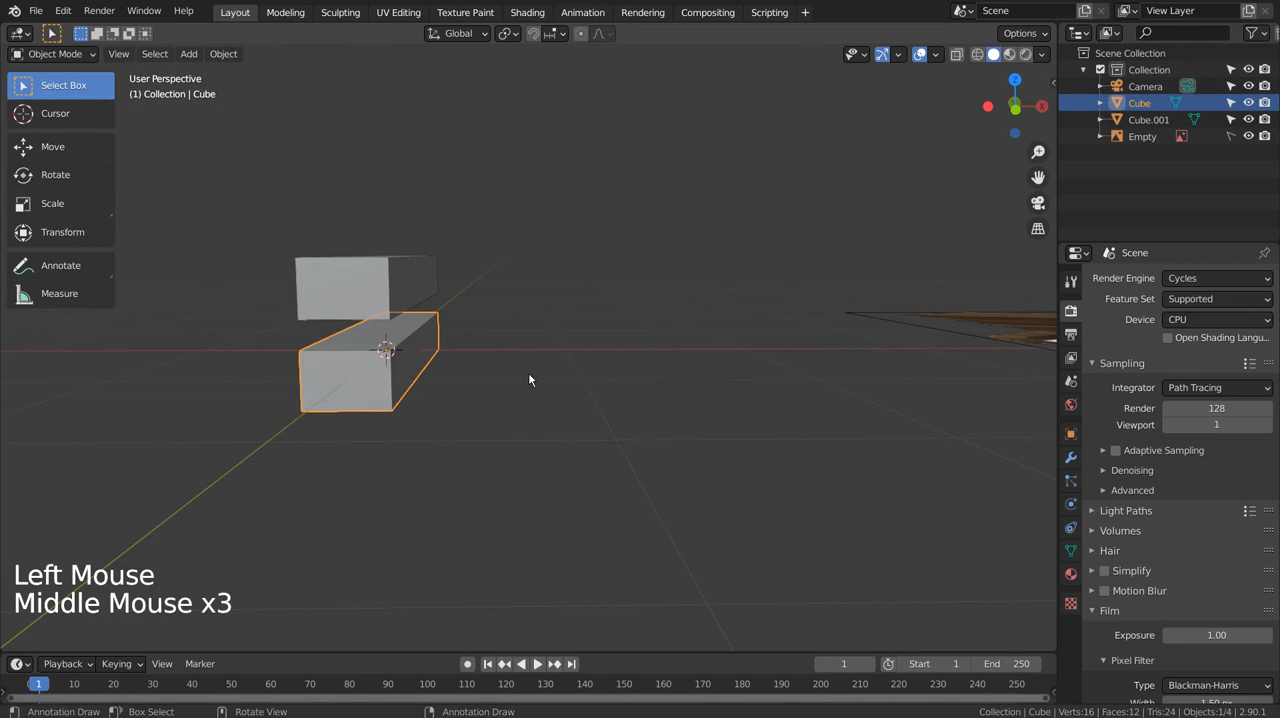 File Edit Render Window Help Layout Modeling Sculpting UV Editing Texture Paint Shading Animation Rendering Compositing Scripting + Scene View Layer
Global Options
Object Mode View Select Add Object
Scene Collection
Collection
Camera
Cube
Cube.001
Empty
Select Box
Cursor
Move
Rotate
Scale
Transform
Annotate
Measure
User Perspective
(1) Collection | Cube
Z
X
Scene
Render Engine Cycles
Feature Set Supported
Device CPU
Open Shading Langu...
Sampling
Integrator Path Tracing
Render 128
Viewport 1
Adaptive Sampling
Denoising
Advanced
Light Paths
Volumes
Hair
Simplify
Motion Blur
Film
Exposure 1.00
Pixel Filter
Type Blackman-Harris
Left Mouse
Middle Mouse x3
Playback Keying View Marker 1 Start 1 End 250
1 10 20 30 40 50 60 70 80 90 100 110 120 130 140 150 160 170 180 190 200 210 220 230 240 250
Annotation Draw Box Select Rotate View Annotation Draw Collection | Cube | Verts:16 | Faces:12 | Tris:24 | Objects:1/4 | 2.90.1